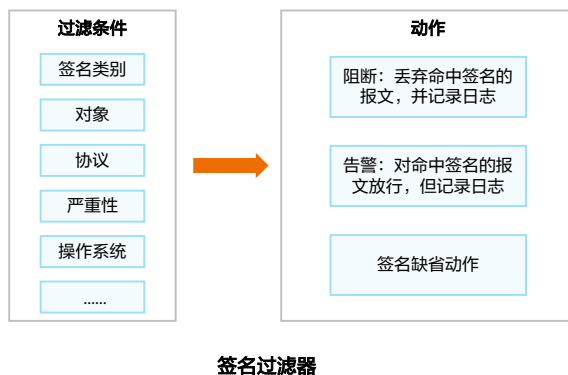 过滤条件
签名类别
对象
协议
严重性
操作系统
......
动作
阻断：丢弃命中签名的
报文，并记录日志
告警：对命中签名的报
文放行，但记录日志
签名缺省动作
签名过滤器